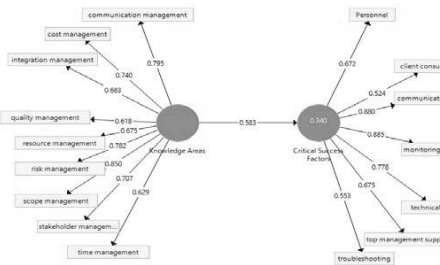 communication management
cost management
integration management
quality management
resource management
risk management
scope management
stakeholder managem...
time management
0.795
0.740
0.683
0.618
0.675
0.782
0.850
0.707
0.629
Knowledge Areas
0.583
0.340
Critical Success
Factors
Personnel
client consu
communicat
monitoring
technical
top management supp
troubleshooting
0.672
0.524
0.880
0.885
0.778
0.675
0.553